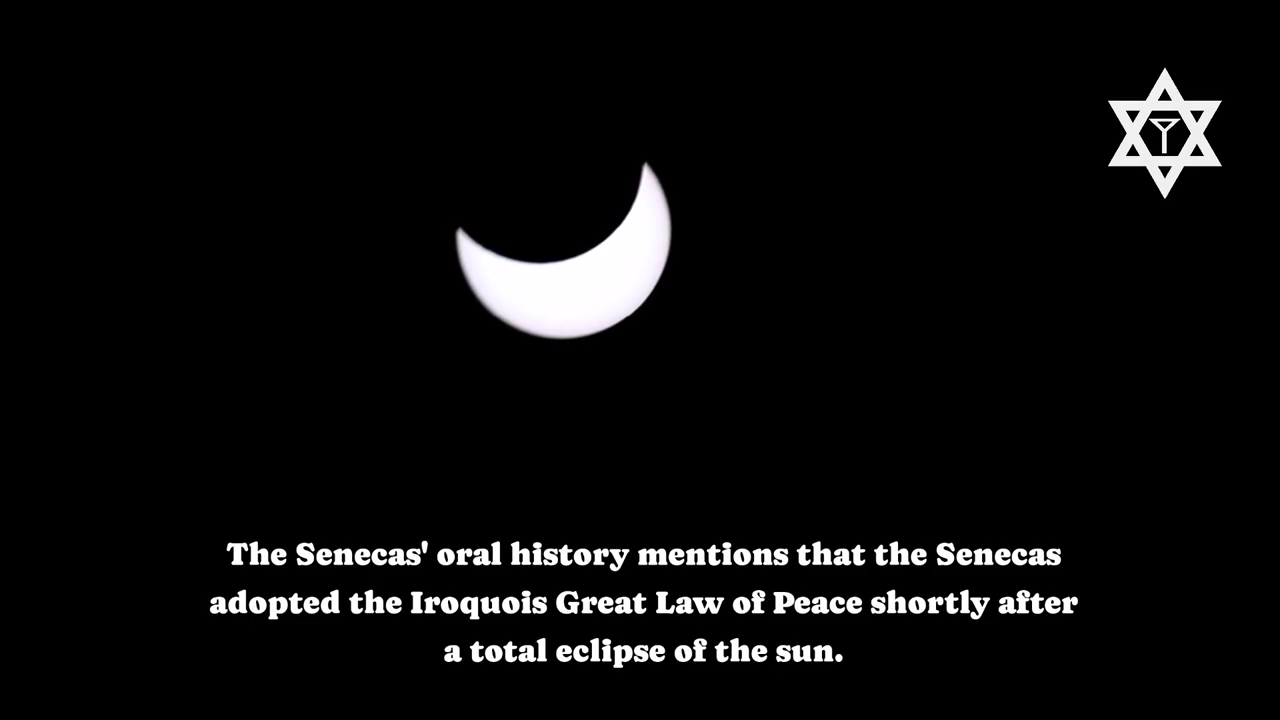 The Senecas' oral history mentions that the Senecas
adopted the Iroquois Great Law of Peace shortly after
a total eclipse of the sun.